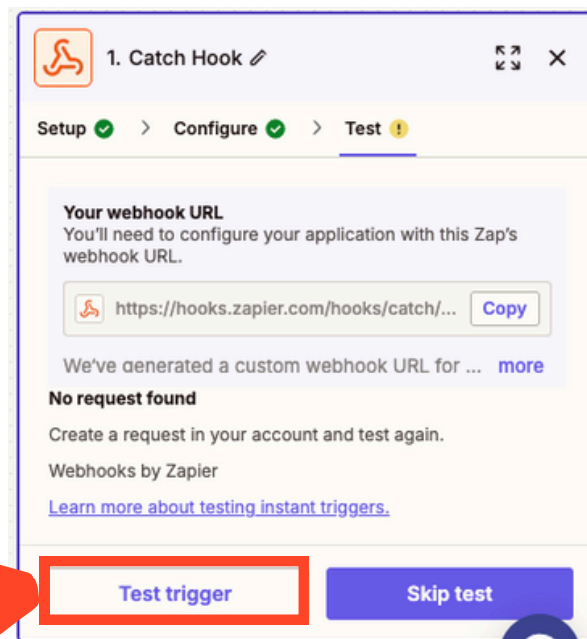 1. Catch Hook
Setup > Configure > Test
Your webhook URL
You'll need to configure your application with this Zap's
webhook URL.
https://hooks.zapier.com/hooks/catch/... Copy
We've generated a custom webhook URL for ... more
No request found
Create a request in your account and test again.
Webhooks by Zapier
Learn more about testing instant triggers.
Test trigger Skip test